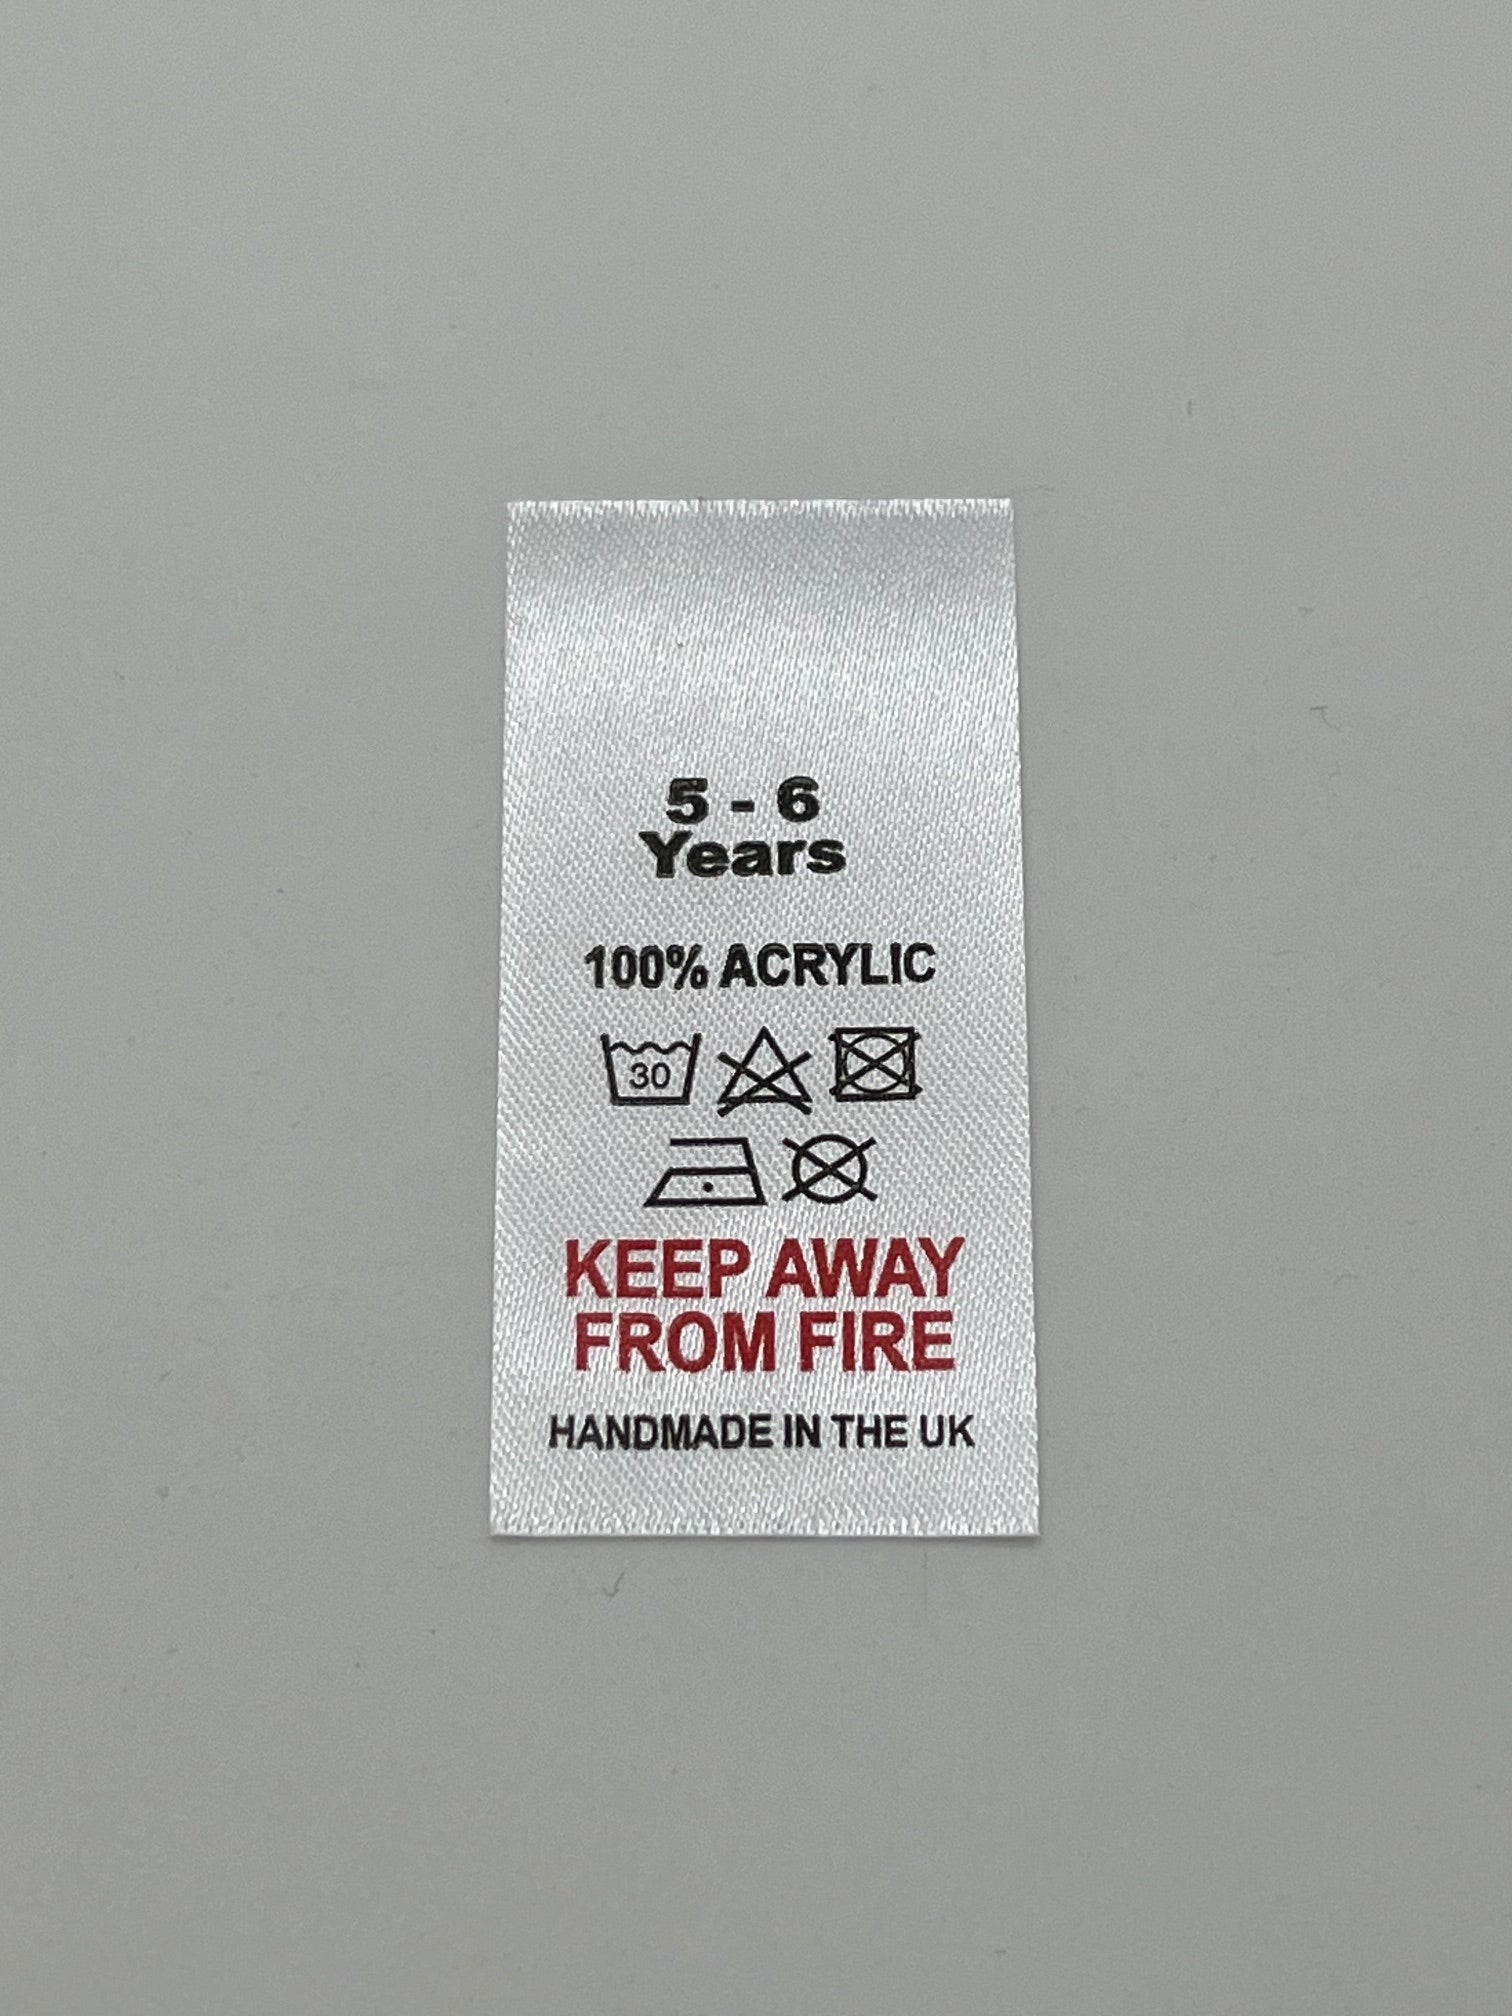 5 - 6
Years
100% ACRYLIC
30
KEEP AWAY
FROM FIRE
HANDMADE IN THE UK